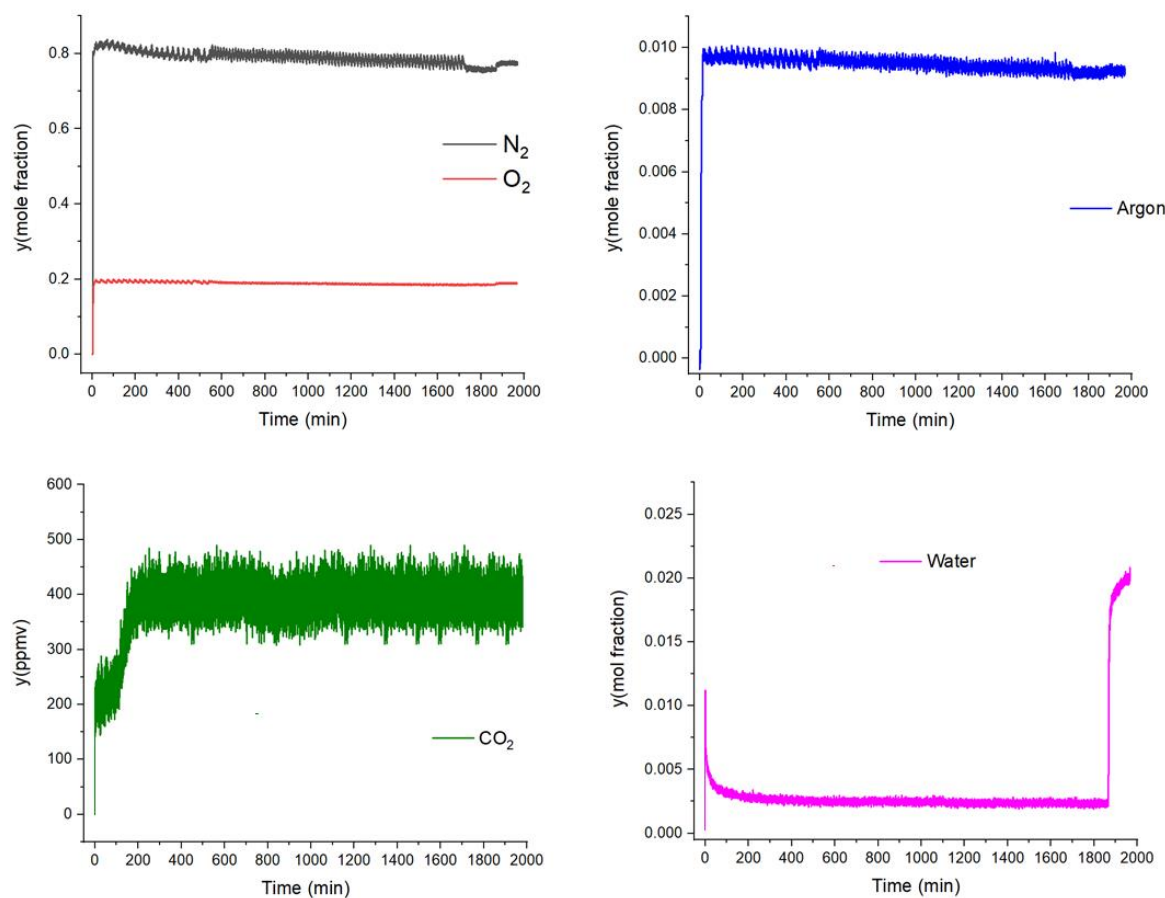 y(mole fraction)
0.8
0.6
0.4
0.2
0.0
N₂
O₂
0 200 400 600 800 1000 1200 1400 1600 1800 2000
Time (min)
y(mole fraction)
0.010
0.008
0.006
0.004
0.002
0.000
Argon
0 200 400 600 800 1000 1200 1400 1600 1800 2000
Time (min)
y(ppnv)
600
500
400
300
200
100
0
CO₂
0 200 400 600 800 1000 1200 1400 1600 1800 2000
Time (min)
y(mol fraction)
0.025
0.020
0.015
0.010
0.005
0.000
Water
0 200 400 600 800 1000 1200 1400 1600 1800 2000
Time (min)